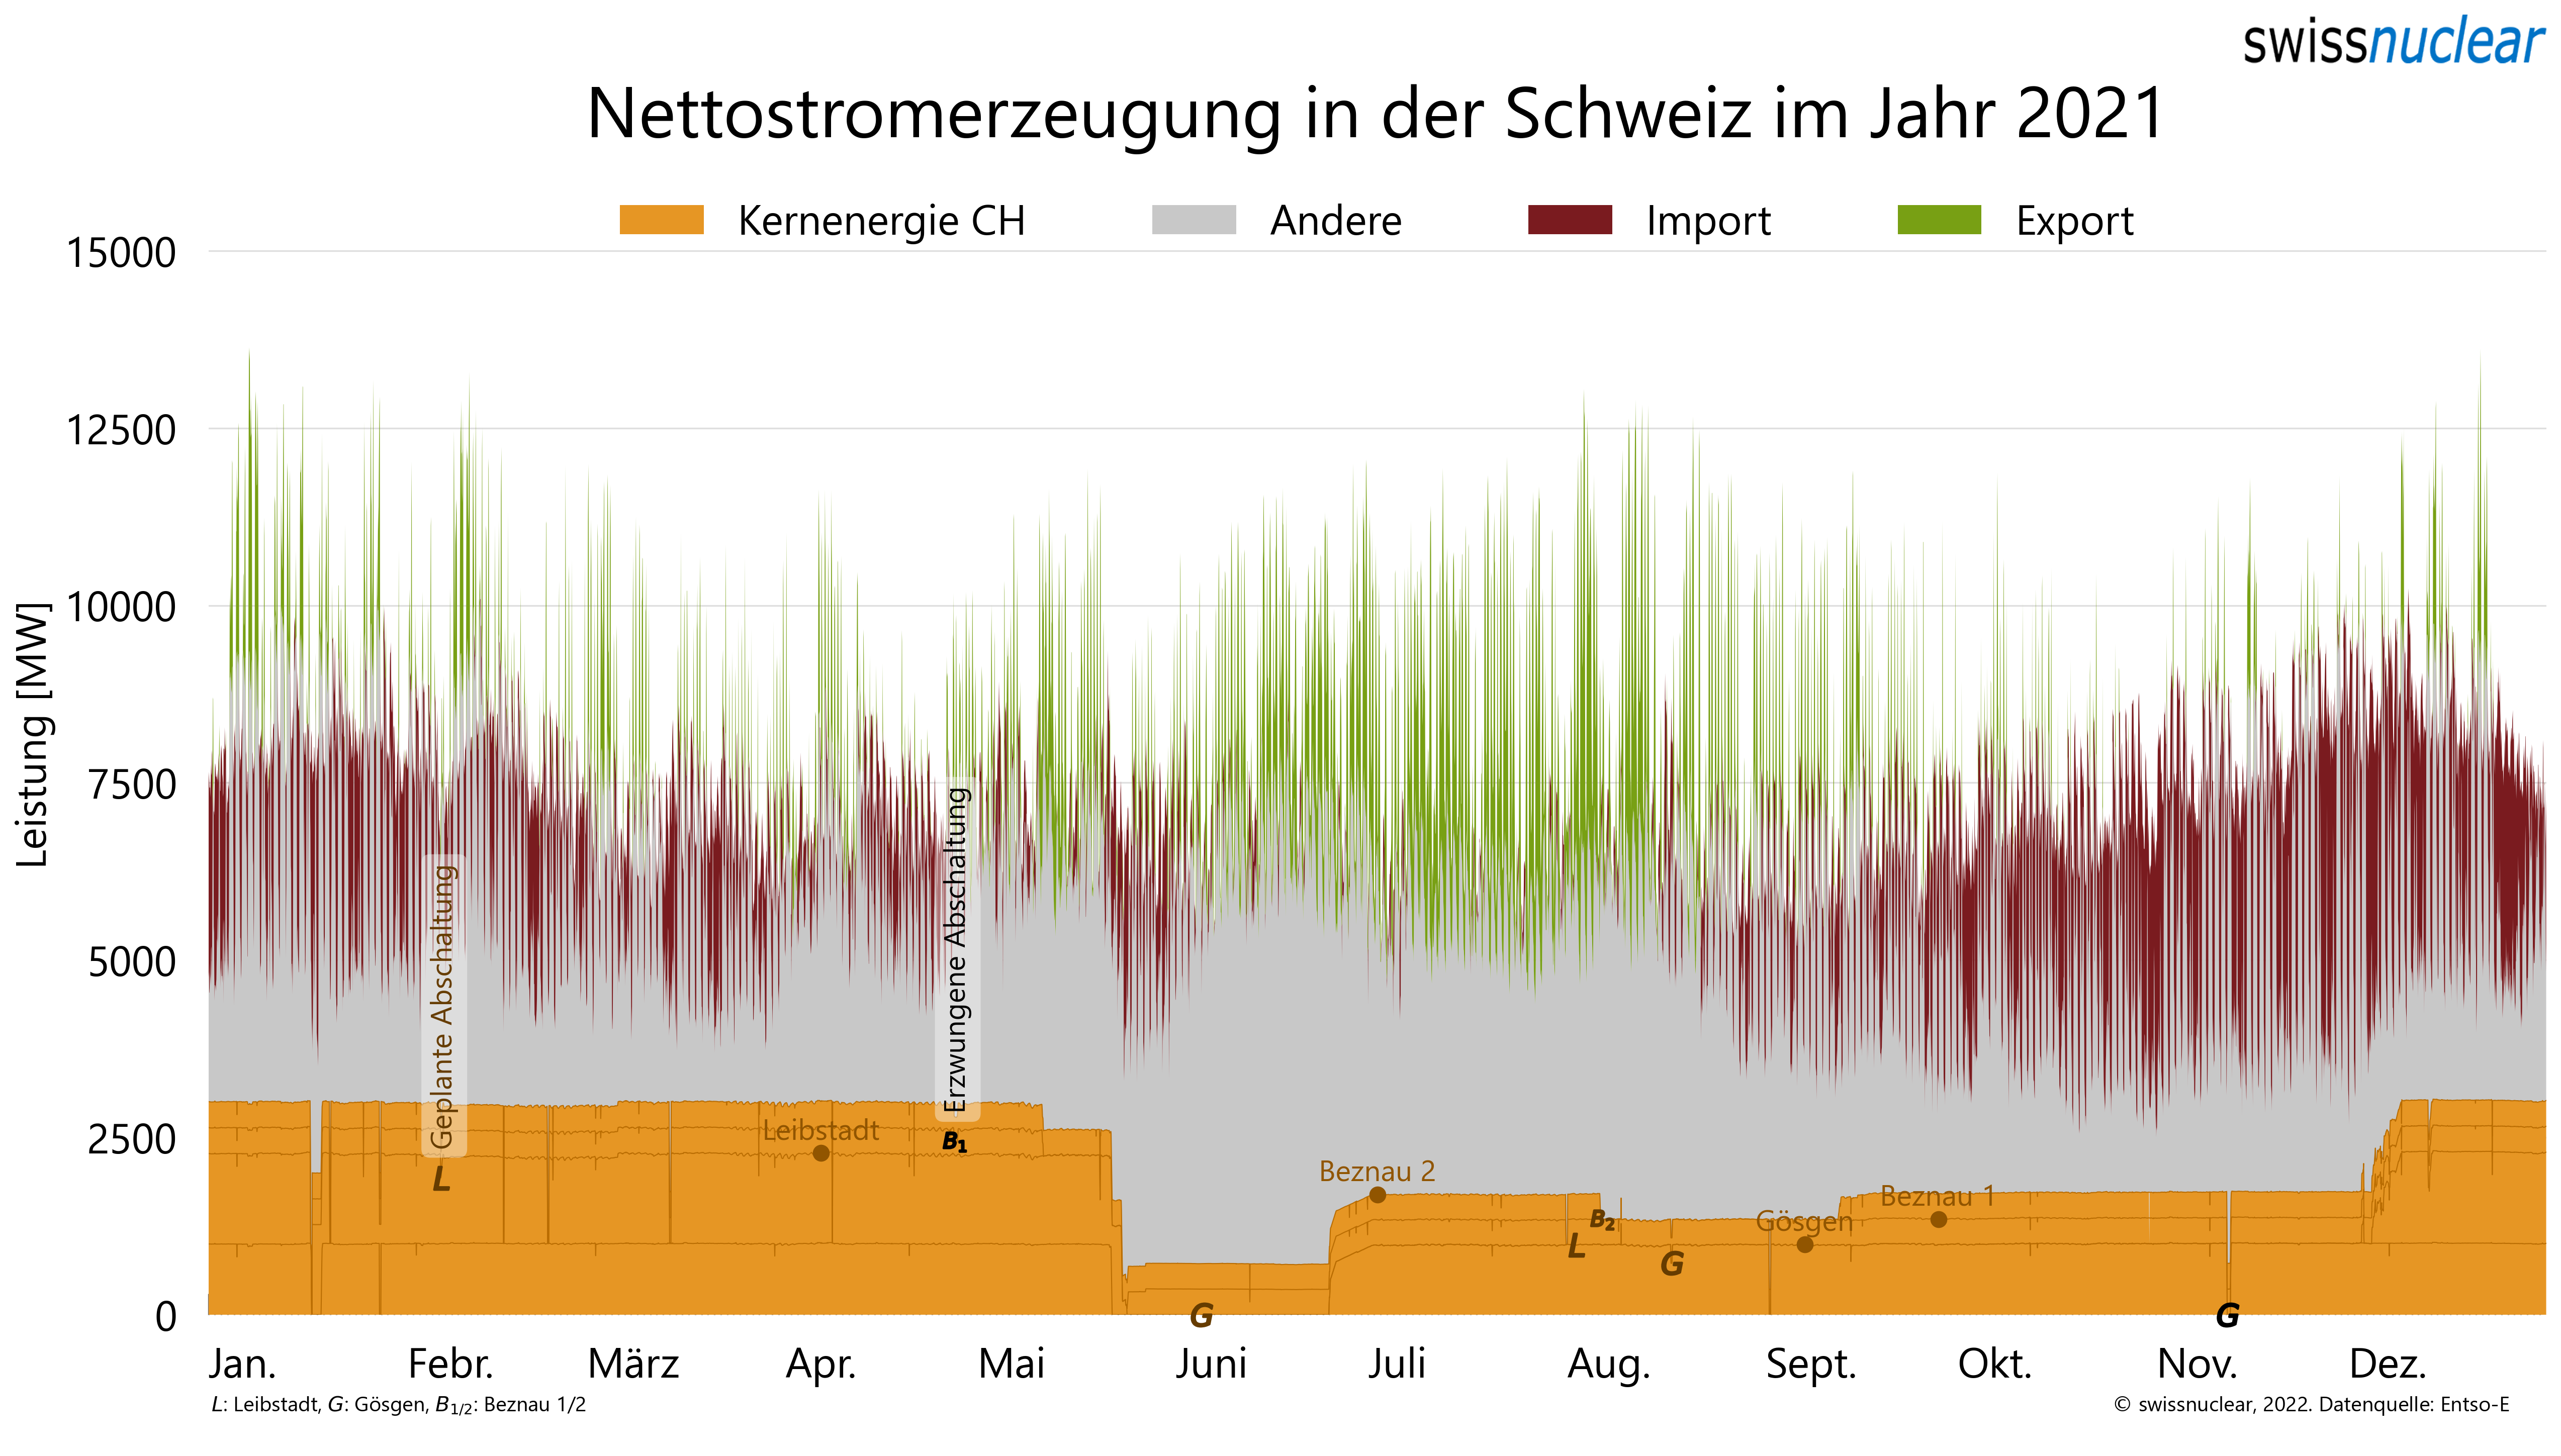 swissnuclear
Nettostromerzeugung in der Schweiz im Jahr 2021
Kernenergie CH
Andere
Import
Export
Leistung [MW]
15000
12500
10000
7500
5000
2500
0
Geplante Abschaltung
L
Erzwungene Abschaltung
B₁
Leibstadt
Beznau 2
B₂
L
G
Gösgen
Beznau 1
G
G
Jan.
Febr.
März
Apr.
Mai
Juni
Juli
Aug.
Sept.
Okt.
Nov.
Dez.
L: Leibstadt, G: Gösgen, B₁/₂: Beznau 1/2
© swissnuclear, 2022. Datenquelle: Entso-E